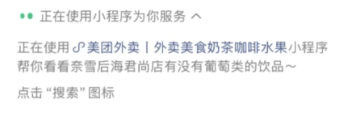 正在使用小程序为你服务
正在使用美团外卖丨外卖美食奶茶咖啡水果小程序
帮你看看奈雪后海君尚店有没有葡萄类的饮品～
点击“搜索”图标